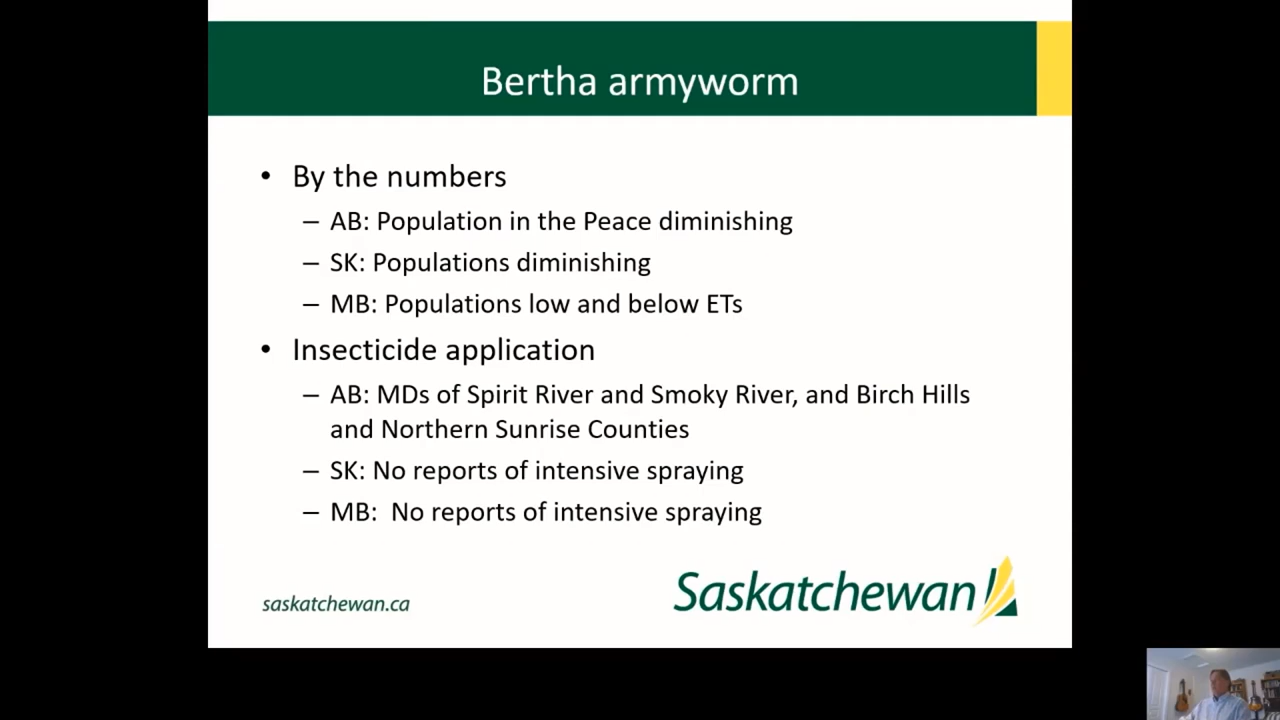 Bertha armyworm
• By the numbers
– AB: Population in the Peace diminishing
– SK: Populations diminishing
– MB: Populations low and below ETs
• Insecticide application
– AB: MDs of Spirit River and Smoky River, and Birch Hills
and Northern Sunrise Counties
– SK: No reports of intensive spraying
– MB:  No reports of intensive spraying
saskatchewan.ca
Saskatchewan